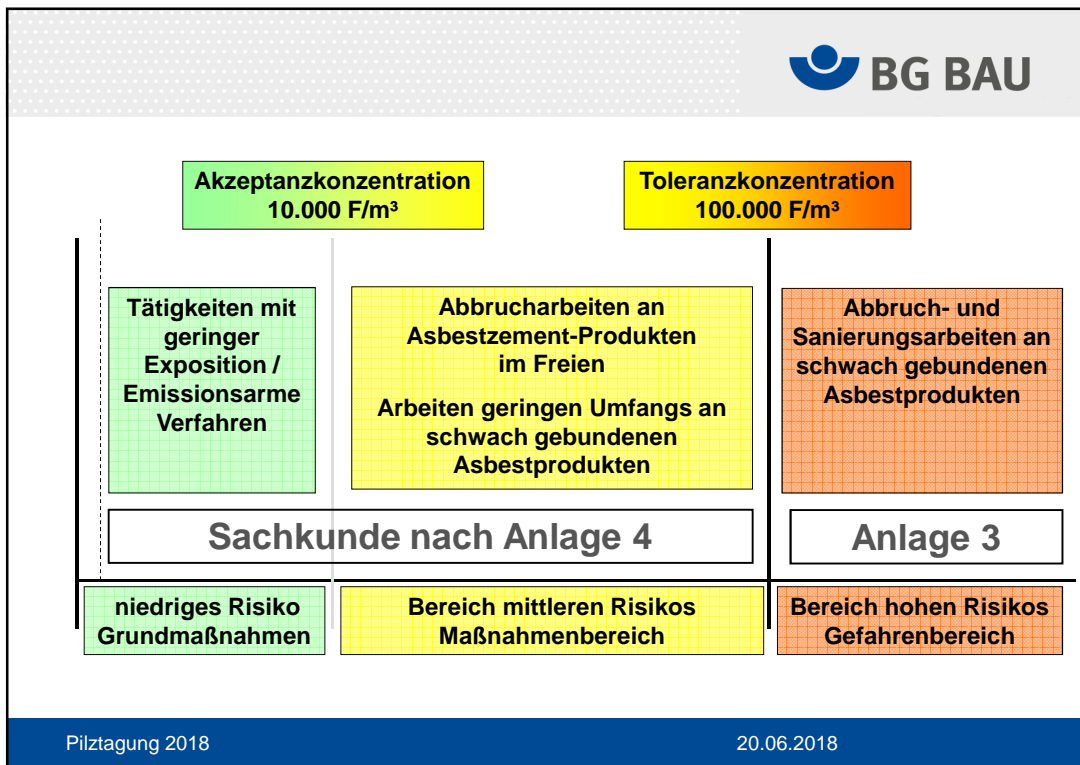 BG BAU
Akzeptanzkonzentration
10.000 F/m³
Toleranzkonzentration
100.000 F/m³
Tätigkeiten mit
geringer
Exposition /
Emissionsarme
Verfahren
Abbrucharbeiten an
Asbestzement-Produkten
im Freien
Arbeiten geringen Umfangs an
schwach gebundenen
Asbestprodukten
Abbruch- und
Sanierungsarbeiten an
schwach gebundenen
Asbestprodukten
Sachkunde nach Anlage 4
Anlage 3
niedriges Risiko
Grundmaßnahmen
Bereich mittleren Risikos
Maßnahmenbereich
Bereich hohen Risikos
Gefahrenbereich
Pilztagung 2018
20.06.2018